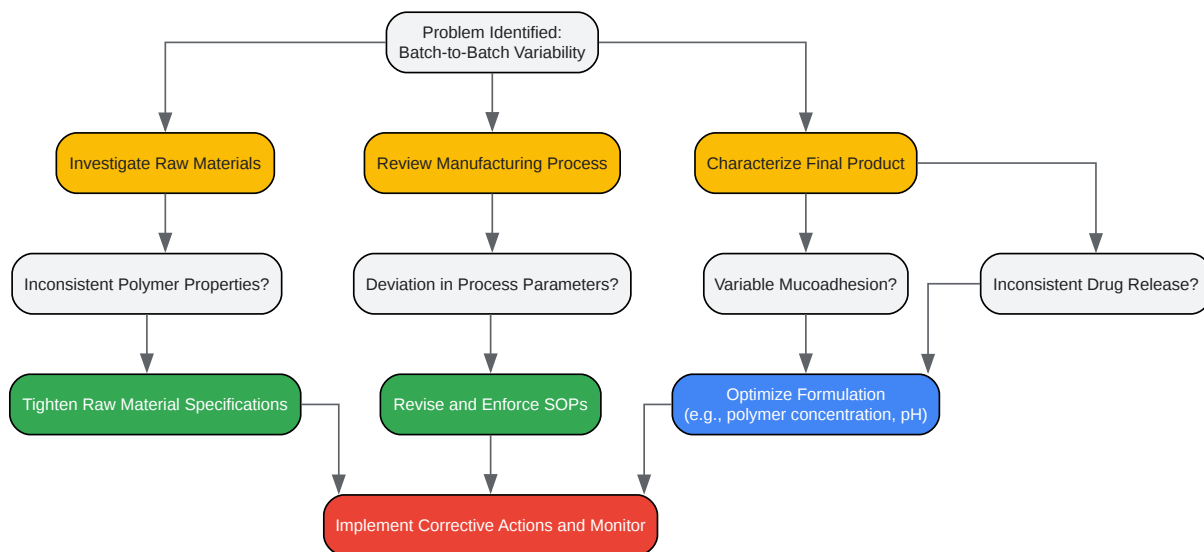 Problem Identified:
Batch-to-Batch Variability
Investigate Raw Materials
Review Manufacturing Process
Characterize Final Product
Inconsistent Polymer Properties?
Deviation in Process Parameters?
Variable Mucoadhesion?
Inconsistent Drug Release?
Tighten Raw Material Specifications
Revise and Enforce SOPs
Optimize Formulation
(e.g., polymer concentration, pH)
Implement Corrective Actions and Monitor